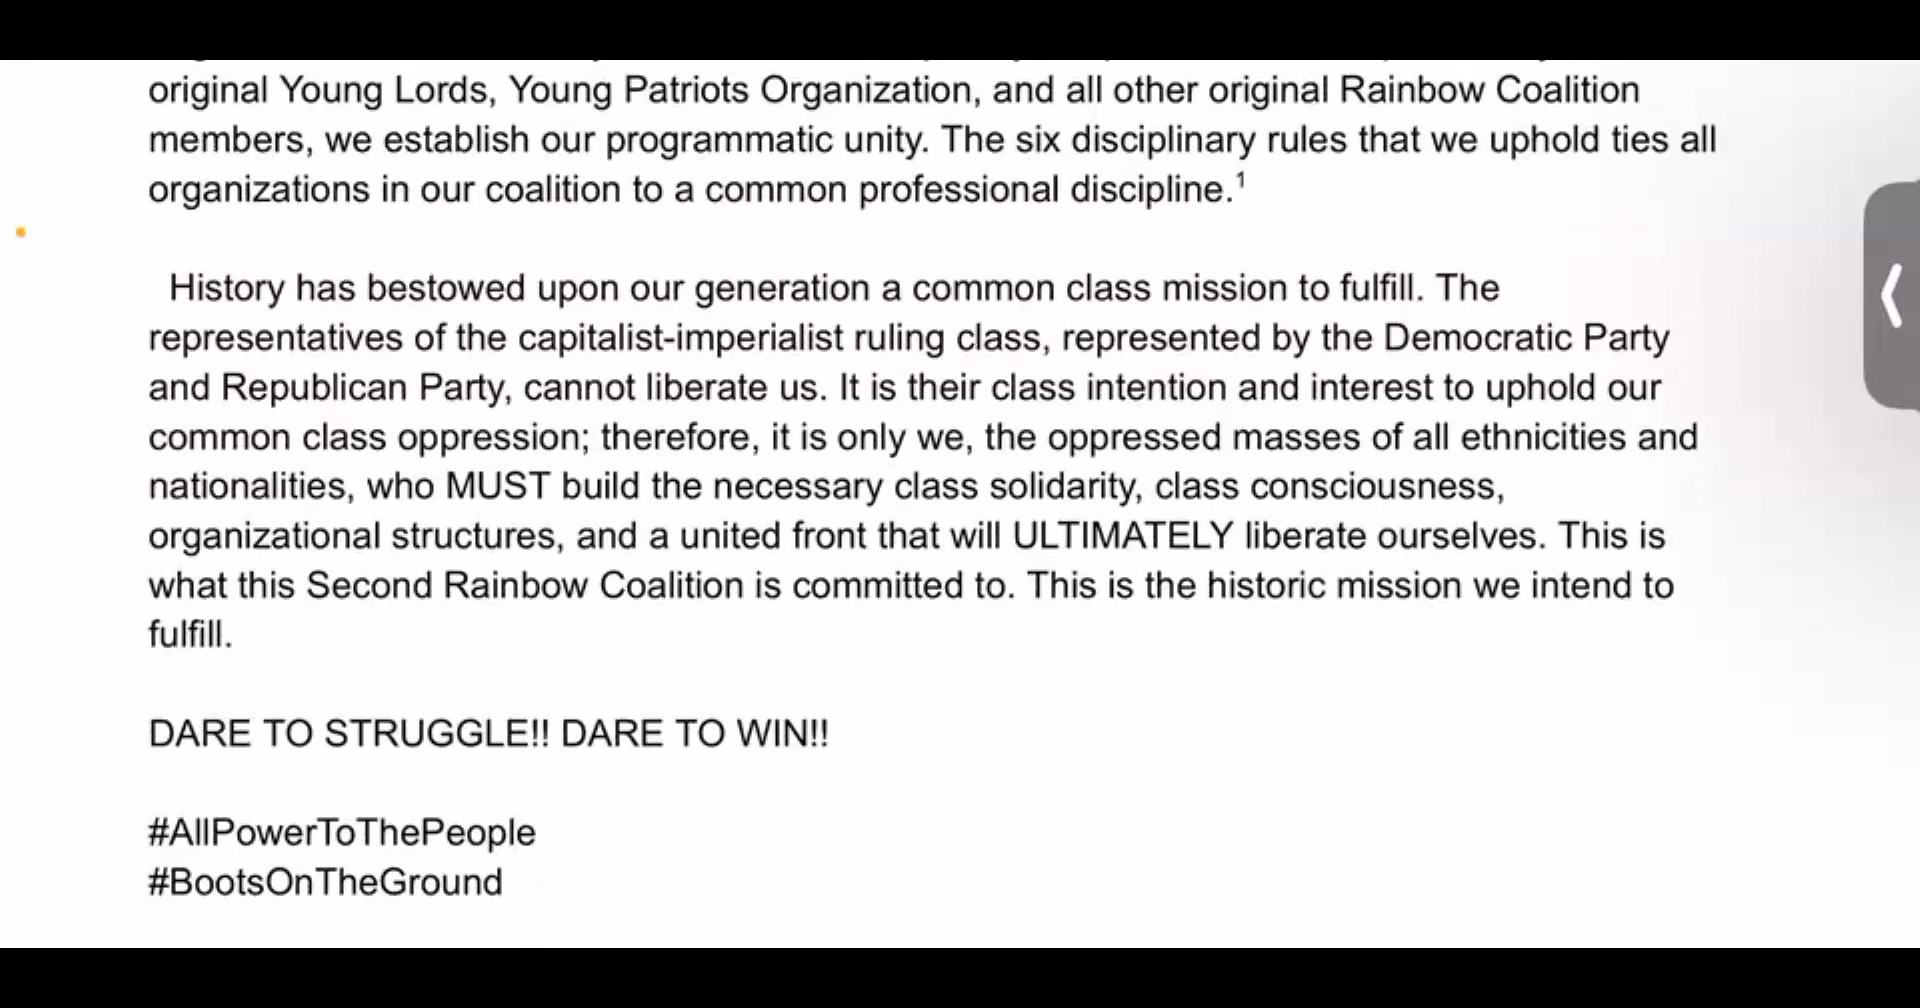 original Young Lords, Young Patriots Organization, and all other original Rainbow Coalition
members, we establish our programmatic unity. The six disciplinary rules that we uphold ties all
organizations in our coalition to a common professional discipline.¹
History has bestowed upon our generation a common class mission to fulfill. The
representatives of the capitalist-imperialist ruling class, represented by the Democratic Party
and Republican Party, cannot liberate us. It is their class intention and interest to uphold our
common class oppression; therefore, it is only we, the oppressed masses of all ethnicities and
nationalities, who MUST build the necessary class solidarity, class consciousness,
organizational structures, and a united front that will ULTIMATELY liberate ourselves. This is
what this Second Rainbow Coalition is committed to. This is the historic mission we intend to
fulfill.
DARE TO STRUGGLE!! DARE TO WIN!!
#AllPowerToThePeople
#BootsOnTheGround